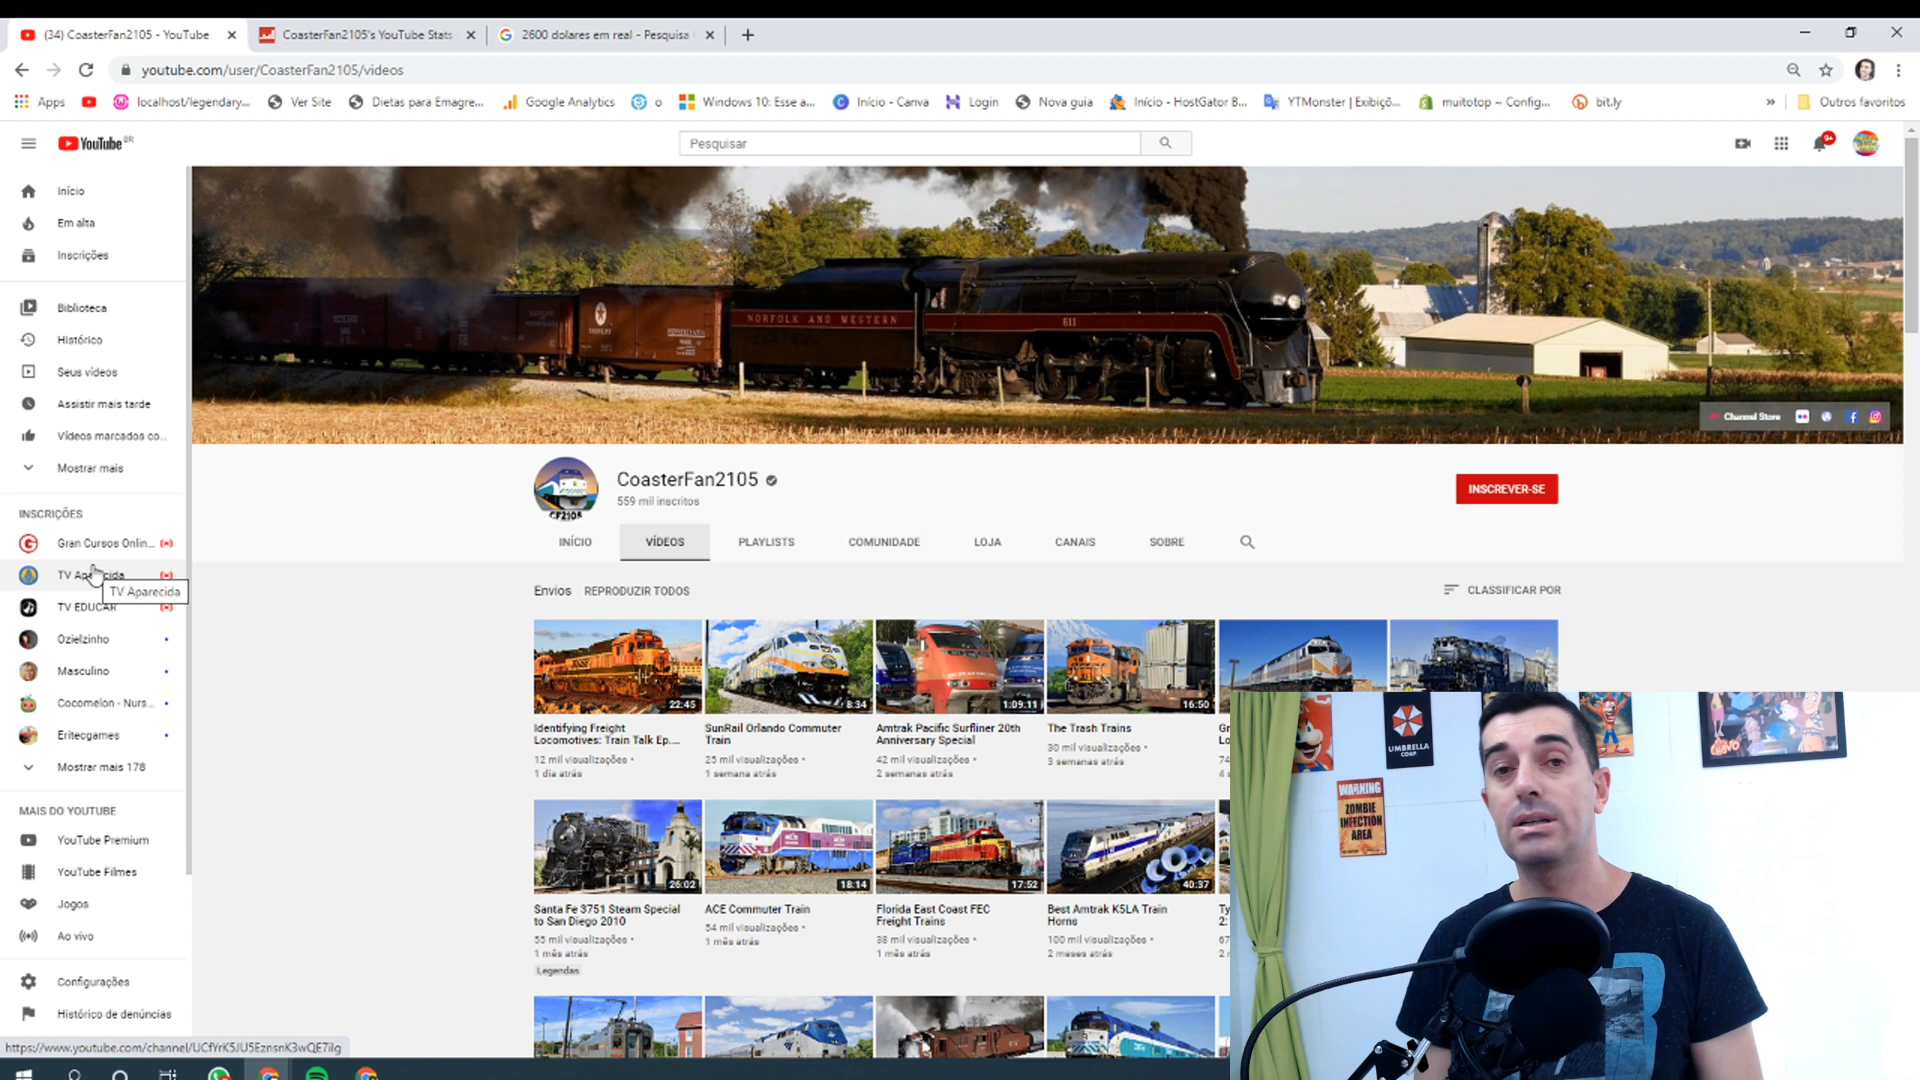 (34) CoasterFan2105 - YouTube
CoasterFan2105's YouTube Stats
2600 dolares em real - Pesquisa
youtube.com/user/CoasterFan2105/videos
Apps
localhost/legendary...
Ver Site
Dietas para Emagre...
Google Analytics
o
Windows 10: Esse a...
Início - Canva
Login
Nova guia
Início - HostGator B...
YTMonster | Exibiçõ...
muitotop ~ Config...
bit.ly
»
Outros favoritos
YouTube BR
Pesquisar
9+
Início
Em alta
Inscrições
Biblioteca
Histórico
Seus vídeos
Assistir mais tarde
Vídeos marcados co...
Mostrar mais
INSCRIÇÕES
Gran Cursos Onlin...
TV Aparecida
TV Aparecida
TV EDUCAR
Ozielzinho
Masculino
Cocomelon - Nurs...
Eritecgames
Mostrar mais 178
MAIS DO YOUTUBE
YouTube Premium
YouTube Filmes
Jogos
Ao vivo
Configurações
Histórico de denúncias
https://www.youtube.com/channel/UCfYrK5JU5EznsnK3wQE7iIg
NORFOLK AND WESTERN
611
Channel Store
CF2105
CoasterFan2105
559 mil inscritos
INSCREVER-SE
INÍCIO
VÍDEOS
PLAYLISTS
COMUNIDADE
LOJA
CANAIS
SOBRE
Envios
REPRODUZIR TODOS
CLASSIFICAR POR
22:45
8:34
1:09:11
16:50
Identifying Freight
Locomotives: Train Talk Ep....
12 mil visualizações •
1 dia atrás
SunRail Orlando Commuter
Train
25 mil visualizações •
1 semana atrás
Amtrak Pacific Surfliner 20th
Anniversary Special
42 mil visualizações •
2 semanas atrás
The Trash Trains
30 mil visualizações •
3 semanas atrás
26:02
18:14
17:52
40:37
Santa Fe 3751 Steam Special
to San Diego 2010
55 mil visualizações •
1 mês atrás
Legendas
ACE Commuter Train
54 mil visualizações •
1 mês atrás
Florida East Coast FEC
Freight Trains
38 mil visualizações •
1 mês atrás
Best Amtrak K5LA Train
Horns
100 mil visualizações •
2 meses atrás
UMBRELLA
CORP
WARNING
ZOMBIE
INFECTION
AREA